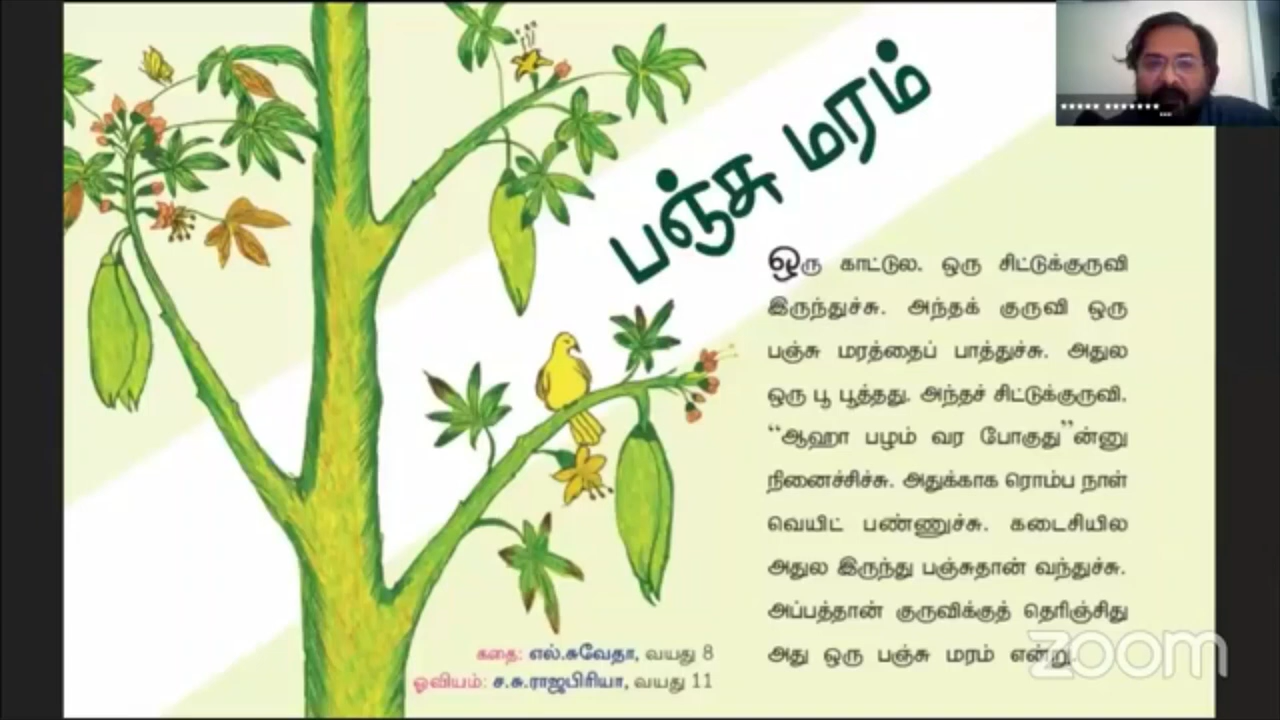 பஞ்சு மரம்
ஒரு காட்டுல. ஒரு சிட்டுக்குருவி
இருந்துச்சு. அந்தக் குருவி ஒரு
பஞ்சு மரத்தைப் பாத்துச்சு. அதுல
ஒரு பூ பூத்தது. அந்தச் சிட்டுக்குருவி.
“ஆஹா பழம் வர போகுது”ன்னு
நினைச்சிச்சு. அதுக்காக ரொம்ப நாள்
வெயிட் பண்ணுச்சு. கடைசியில
அதுல இருந்து பஞ்சுதான் வந்துச்சு.
அப்பத்தான் குருவிக்குத் தெரிஞ்சிது
அது ஒரு பஞ்சு மரம் என்று.
கதை: எல்.சுவேதா, வயது 8
ஓவியம்: ச.சு.ராஜபிரியா, வயது 11
zoom